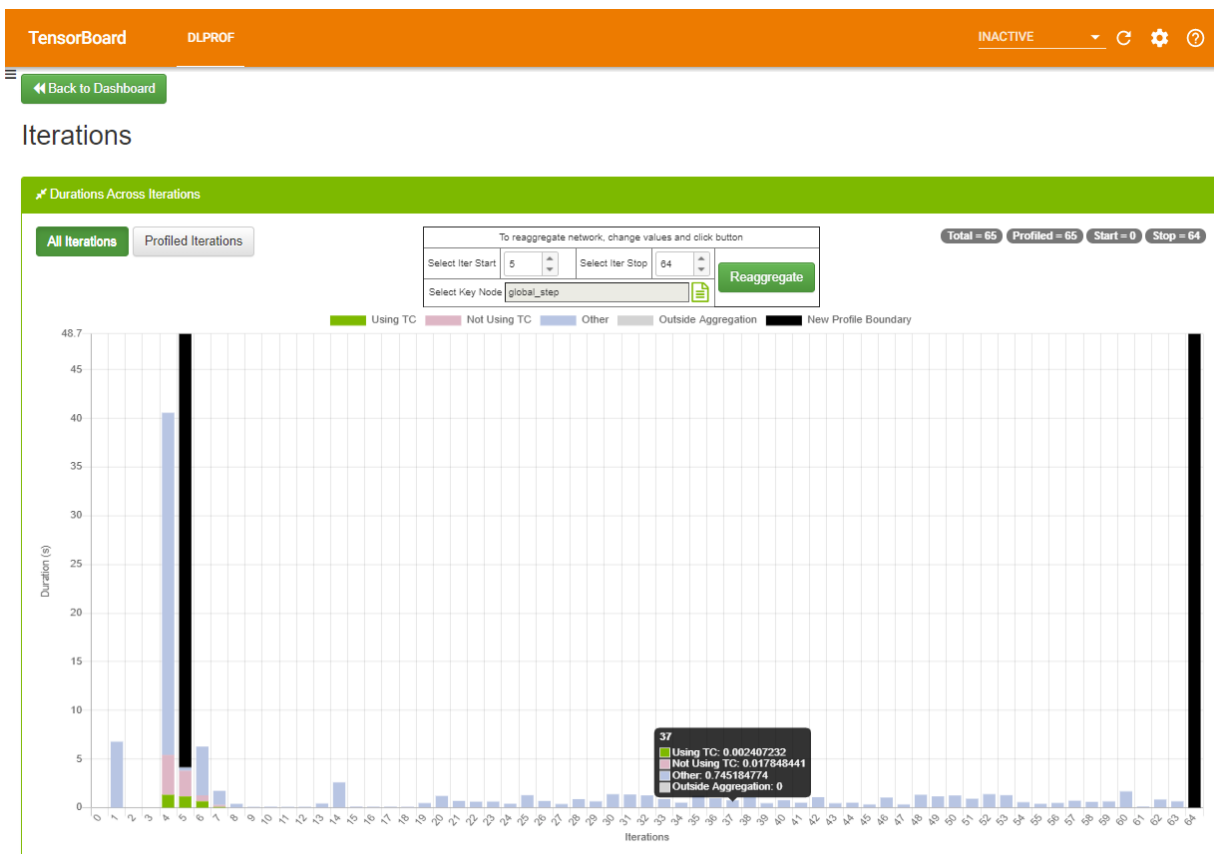 TensorBoard DLPROF INACTIVE
Back to Dashboard
Iterations
Durations Across Iterations
All Iterations Profiled Iterations
To reaggregate network, change values and click button
Select Iter Start 5 Select Iter Stop 64
Select Key Node global_step
Reaggregate
Total = 65 Profiled = 65 Start = 0 Stop = 64
Using TC Not Using TC Other Outside Aggregation New Profile Boundary
48.7
45
40
35
30
25
20
15
10
5
0
Duration (s)
37
Using TC: 0.002407232
Not Using TC: 0.017848441
Other: 0.745184774
Outside Aggregation: 0
0 1 2 3 4 5 6 7 8 9 10 11 12 13 14 15 16 17 18 19 20 21 22 23 24 25 26 27 28 29 30 31 32 33 34 35 36 37 38 39 40 41 42 43 44 45 46 47 48 49 50 51 52 53 54 55 56 57 58 59 60 61 62 63 64
Iterations